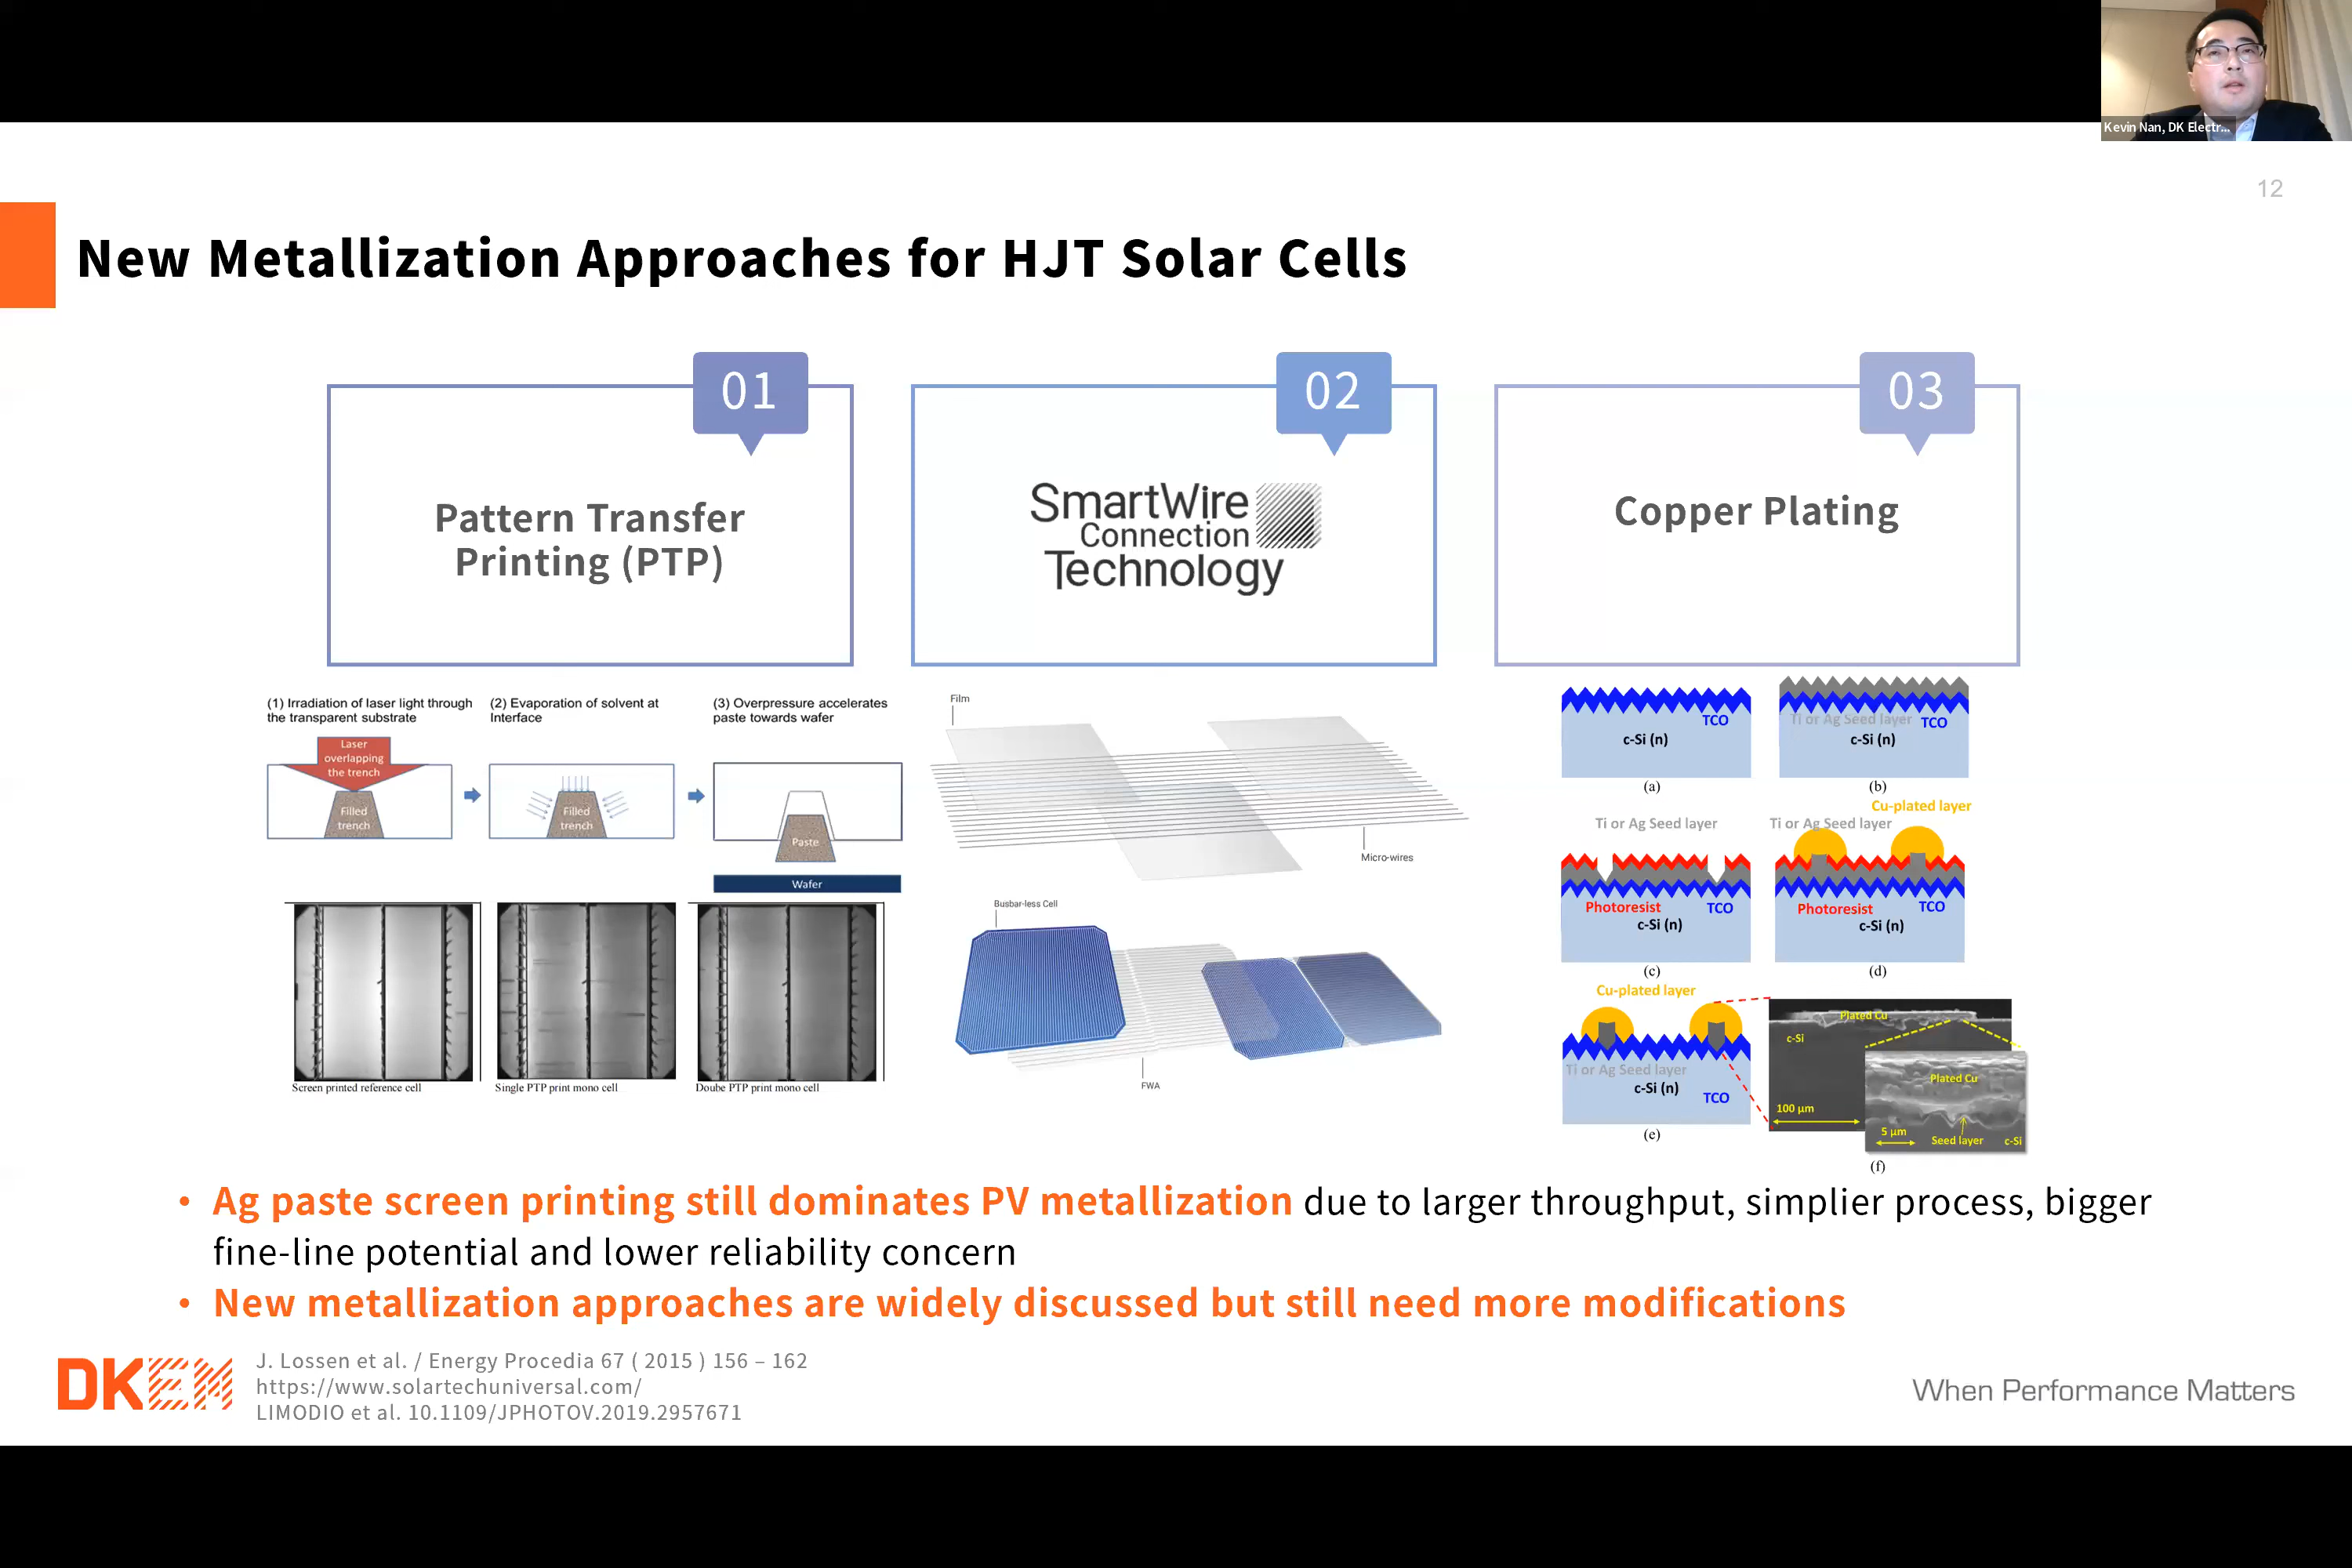 Kevin Nan, DK Electr...
12
New Metallization Approaches for HJT Solar Cells
01
Pattern Transfer
Printing (PTP)
02
SmartWire
Connection
Technology
03
Copper Plating
(1) Irradiation of laser light through
the transparent substrate
(2) Evaporation of solvent at
Interface
(3) Overpressure accelerates
paste towards wafer
Laser
overlapping
the trench
Filled
trench
Filled
trench
Paste
Wafer
Screen printed reference cell
Single PTP print mono cell
Doube PTP print mono cell
Film
Micro-wires
Busbar-less Cell
FWA
TCO
c-Si (n)
(a)
Ti or Ag Seed layer
TCO
c-Si (n)
(b)
Ti or Ag Seed layer
Photoresist
TCO
c-Si (n)
(c)
Cu-plated layer
Ti or Ag Seed layer
Photoresist
TCO
c-Si (n)
(d)
Cu-plated layer
Ti or Ag Seed layer
c-Si (n)
TCO
(e)
Plated Cu
c-Si
100 µm
Plated Cu
5 µm
Seed layer
c-Si
(f)
• Ag paste screen printing still dominates PV metallization due to larger throughput, simplier process, bigger
fine-line potential and lower reliability concern
• New metallization approaches are widely discussed but still need more modifications
DKEM
J. Lossen et al. / Energy Procedia 67 ( 2015 ) 156 – 162
https://www.solartechuniversal.com/
LIMODIO et al. 10.1109/JPHOTOV.2019.2957671
When Performance Matters